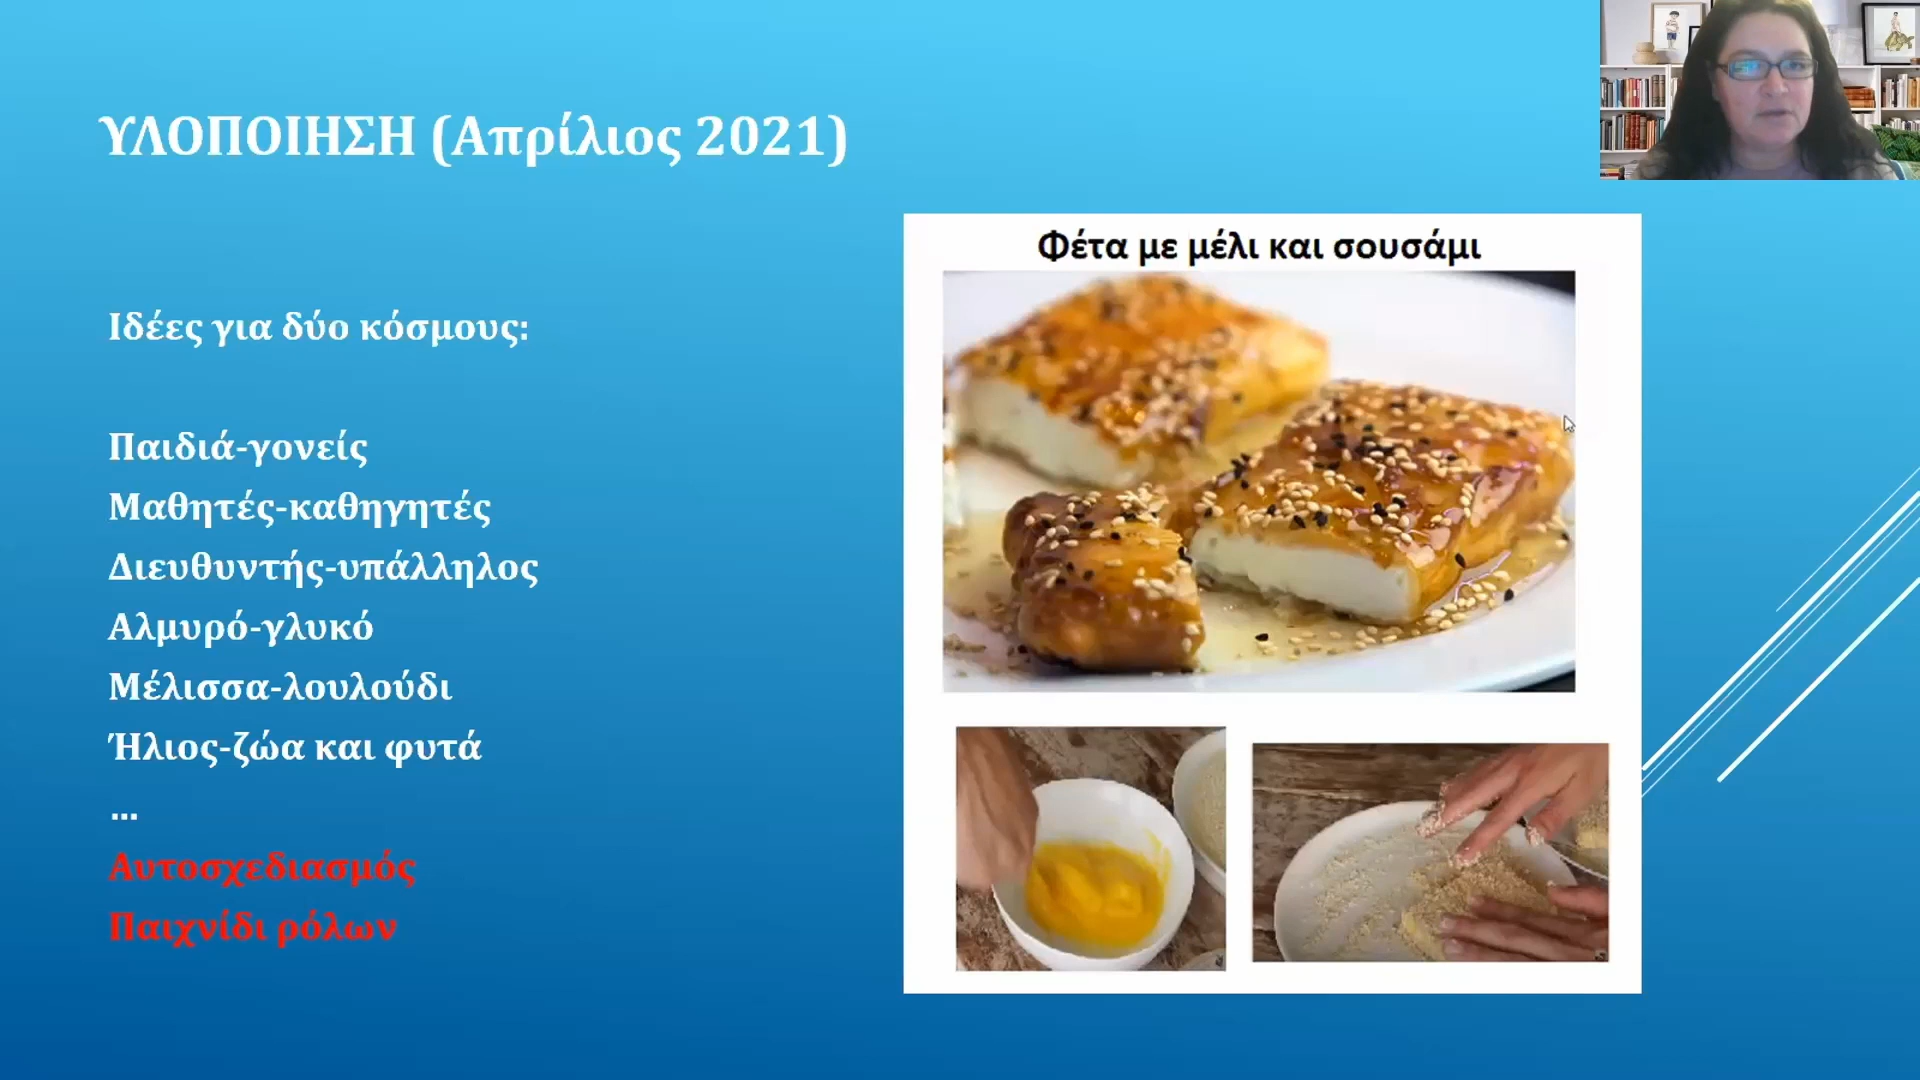 ΥΛΟΠΟΙΗΣΗ (Απρίλιος 2021)
Ιδέες για δύο κόσμους:
Παιδιά-γονείς
Μαθητές-καθηγητές
Διευθυντής-υπάλληλος
Αλμυρό-γλυκό
Μέλισσα-λουλούδι
Ήλιος-ζώα και φυτά
...
Αυτοσχεδιασμός
Παιχνίδι ρόλων
Φέτα με μέλι και σουσάμι